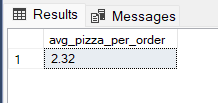 Results Messages
avg_pizza_per_order
1 2.32